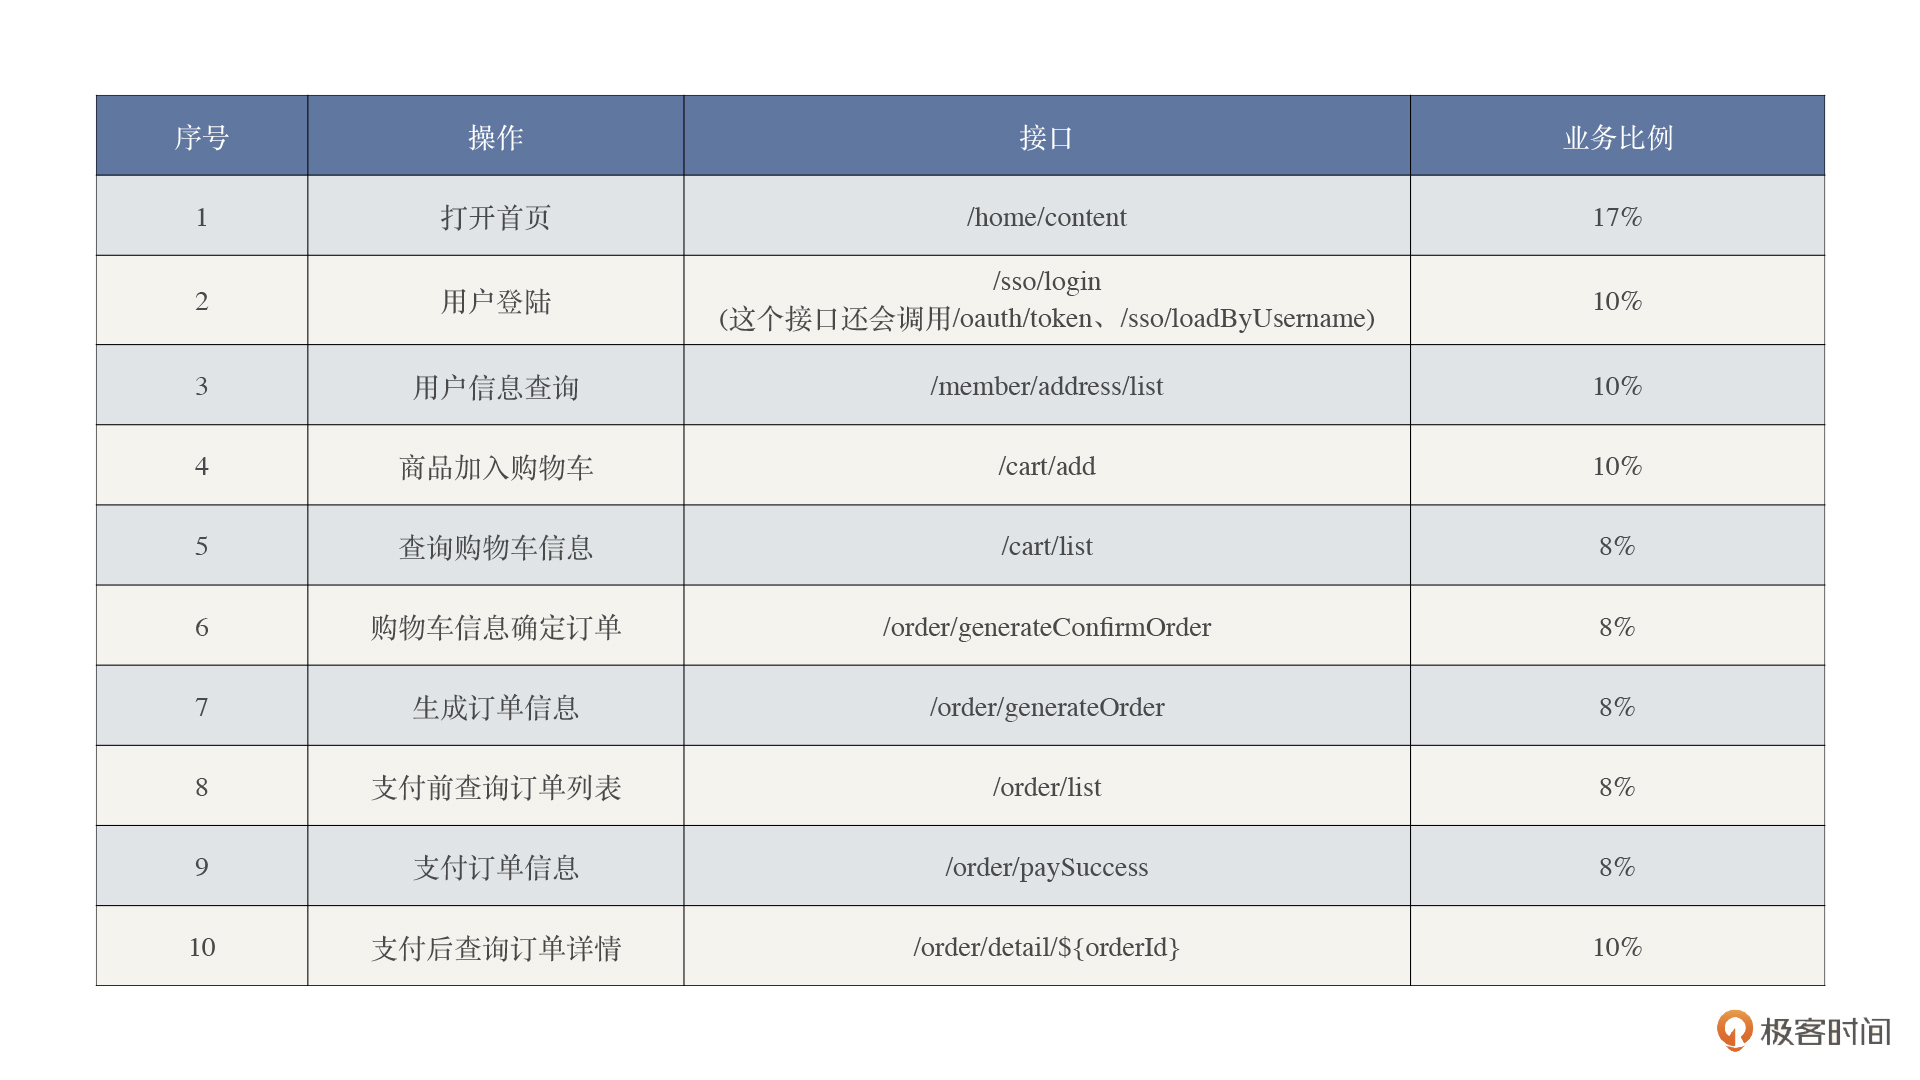 序号 操作 接口 业务比例
1 打开首页 /home/content 17%
2 用户登陆 /sso/login
(这个接口还会调用/oauth/token、/sso/loadByUsername) 10%
3 用户信息查询 /member/address/list 10%
4 商品加入购物车 /cart/add 10%
5 查询购物车信息 /cart/list 8%
6 购物车信息确定订单 /order/generateConfirmOrder 8%
7 生成订单信息 /order/generateOrder 8%
8 支付前查询订单列表 /order/list 8%
9 支付订单信息 /order/paySuccess 8%
10 支付后查询订单详情 /order/detail/${orderId} 10%
极客时间